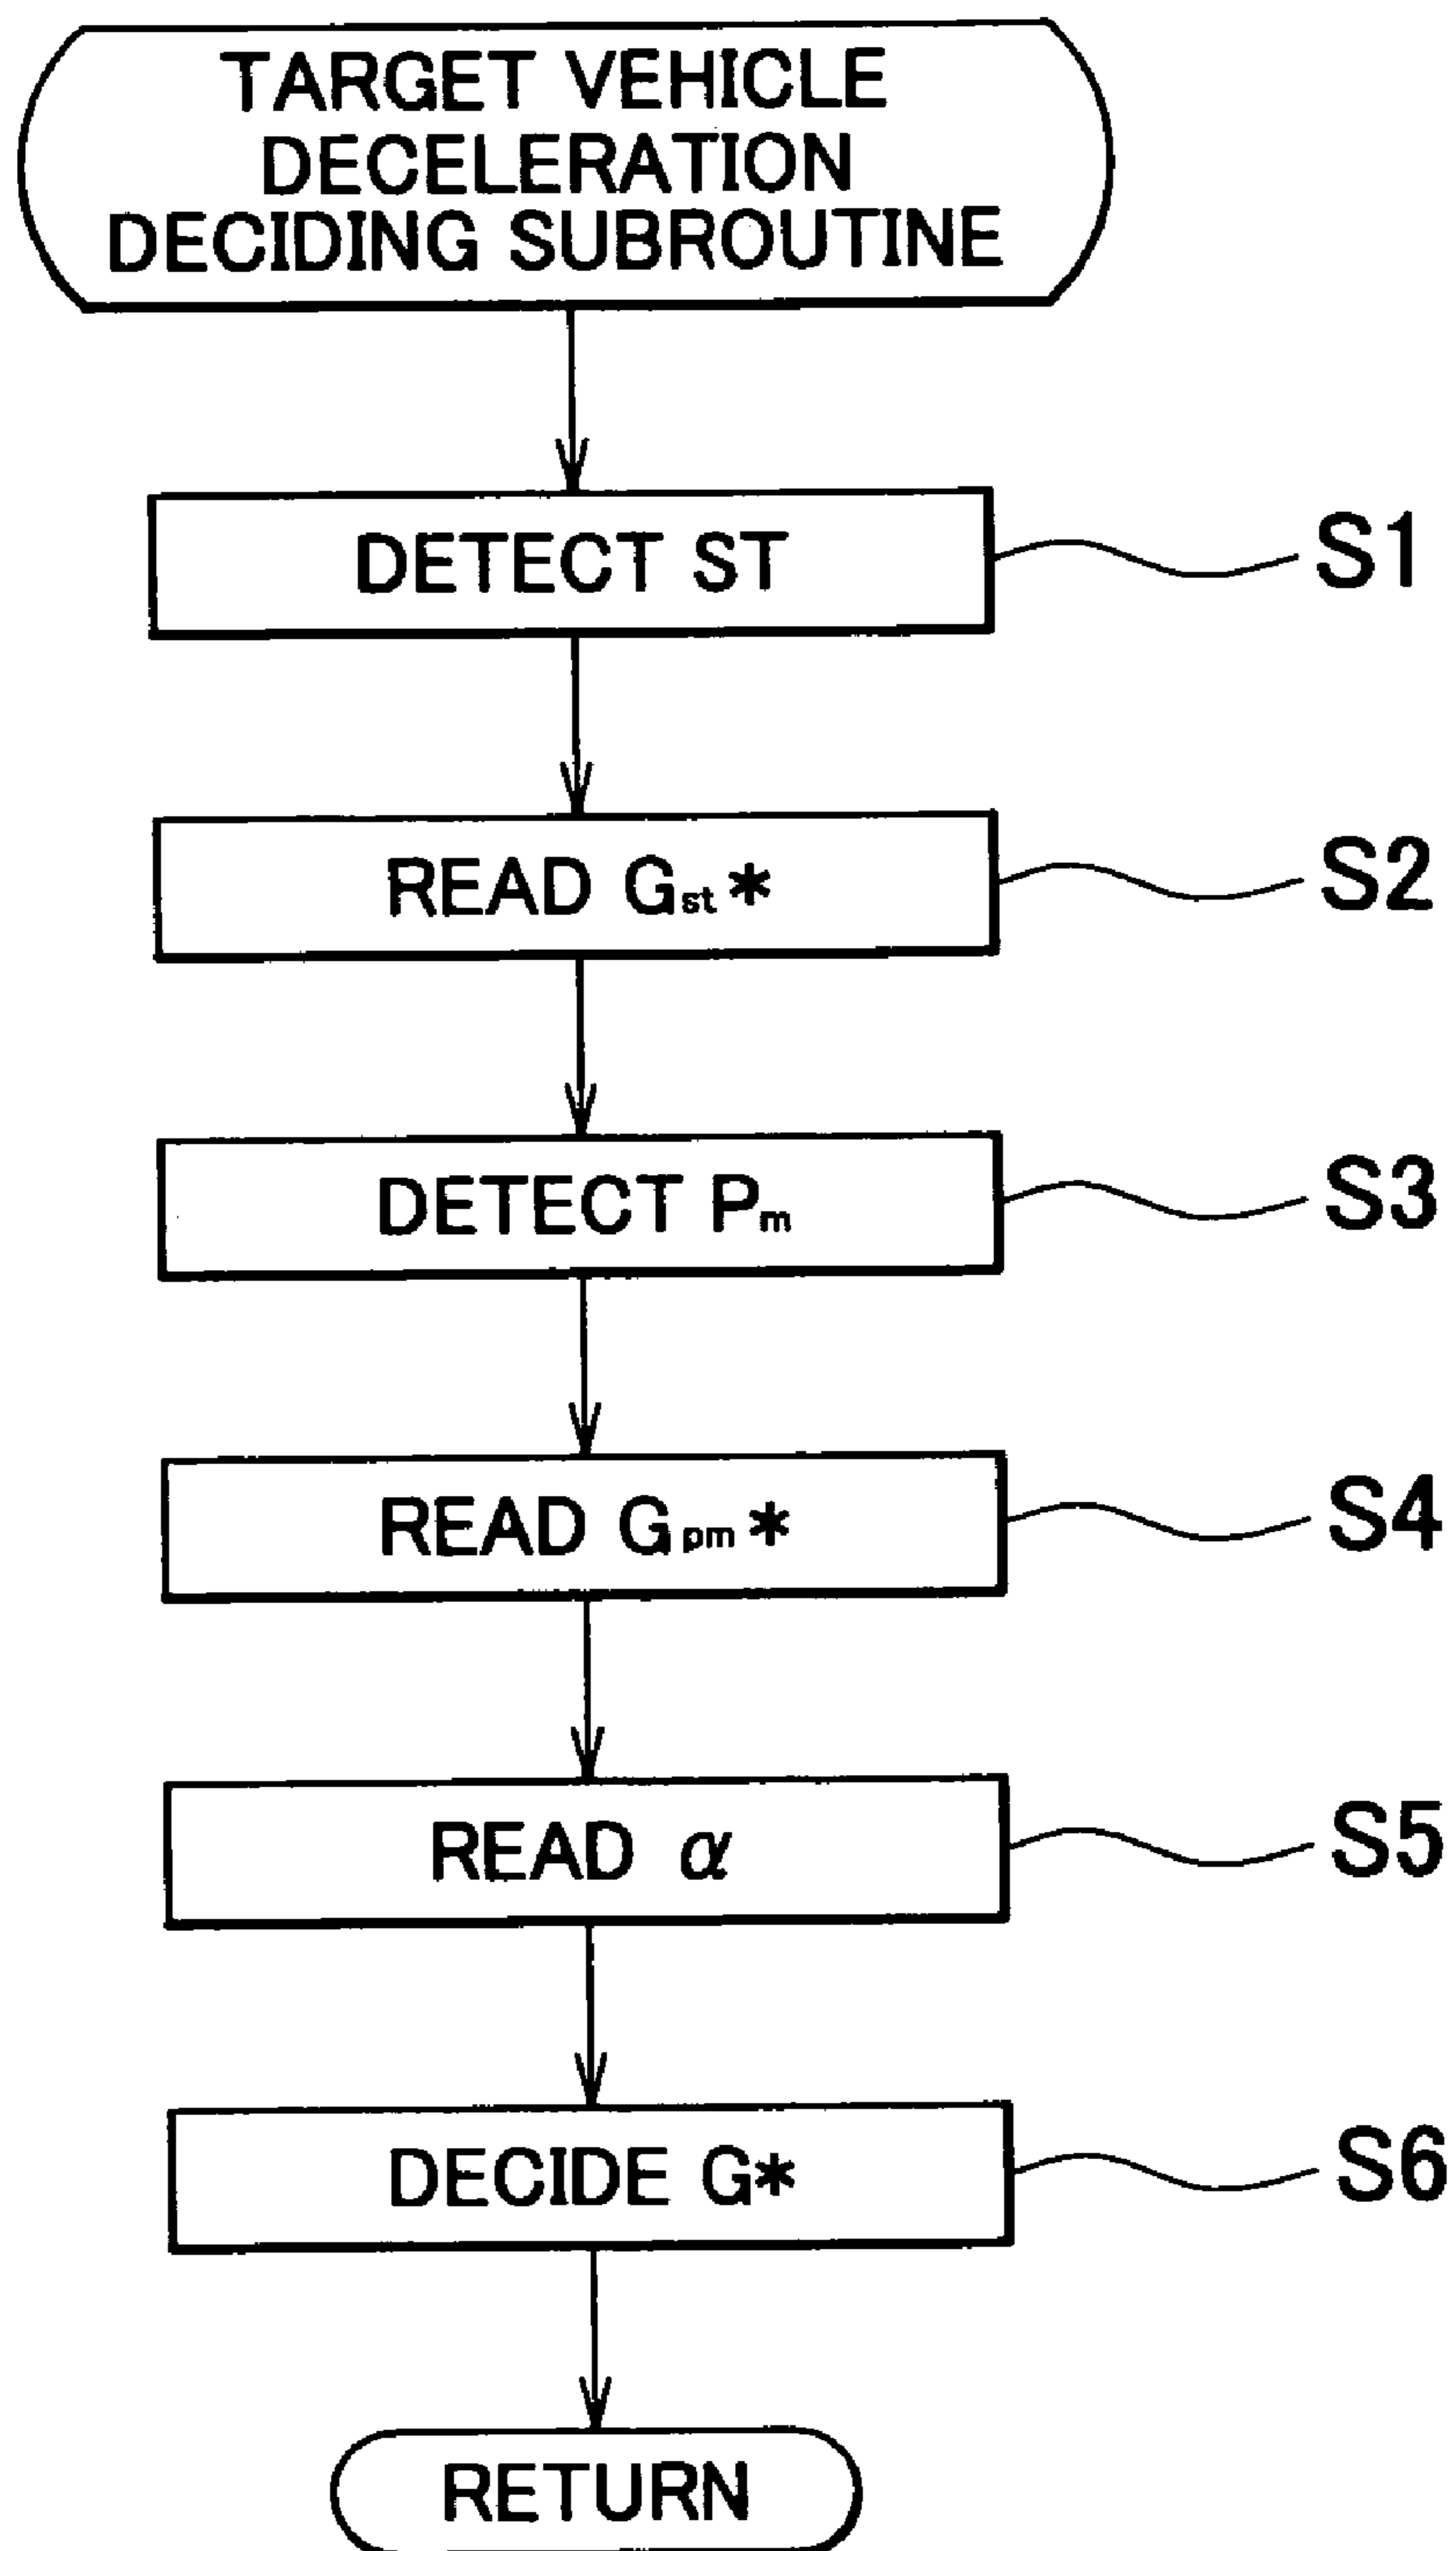 TARGET VEHICLE
DECELERATION
DECIDING SUBROUTINE
DETECT ST
S1
READ Gst*
S2
DETECT Pm
S3
READ Gpm*
S4
READ α
S5
DECIDE G*
S6
RETURN